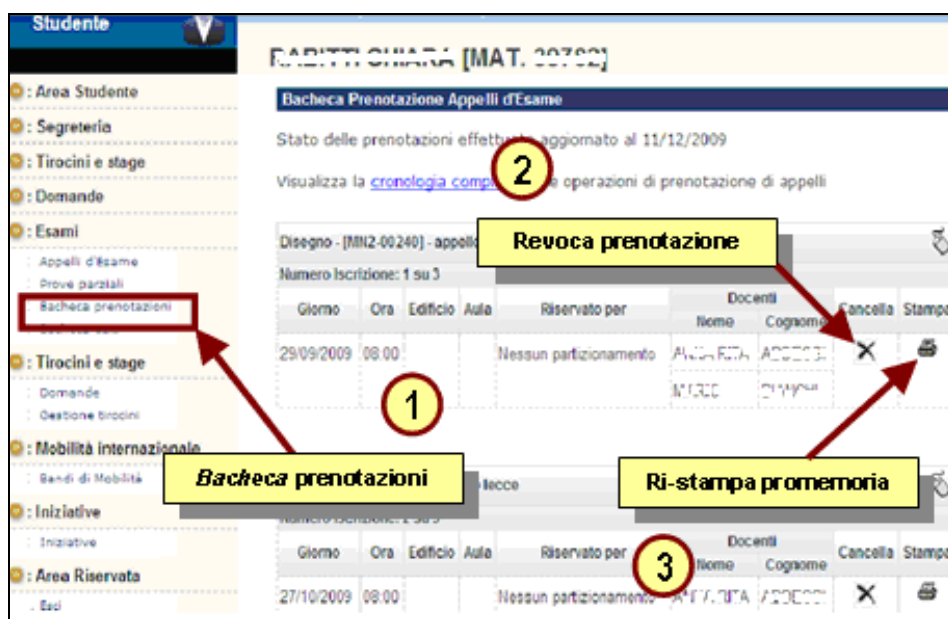 Studente
[MAT.
: Area Studente
: Segreteria
: Tirocini e stage
: Domande
: Esami
Appelli d'Esame
Prove parziali
Bacheca prenotazioni
: Tirocini e stage
Domande
Gestione tirocini
: Mobilità internazionale
Bandi di Mobilità
: Iniziative
Iniziative
: Area Riservata
Esci
Bacheca Prenotazione Appelli d'Esame
Stato delle prenotazioni aggiornato al 11/12/2009
Visualizza la cronologia operazioni di prenotazione di appelli
2
Revoca prenotazione
Disegno - [MN2-00240] -
Numero Iscrizione: 1 su 3
Giorno Ora Edificio Aula Riservato per Docenti Cancella Stampa
Nome Cognome
29/09/2009 08:00 Nessun partizionamento
1
Bacheca prenotazioni
Ri-stampa promemoria
lecce
Giorno Ora Edificio Aula Riservato per Docenti Cancella Stampa
3
Nome Cognome
27/10/2009 08:00 Nessun partizionamento